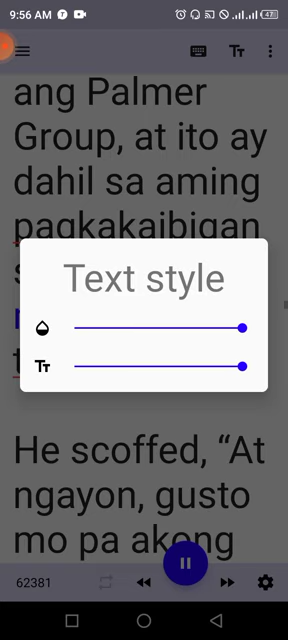 9:56 AM
47
ang Palmer
Group, at ito ay
dahil sa aming
pagkakaibigan
Text style
He scoffed, “At
ngayon, gusto
mo pa akong
62381